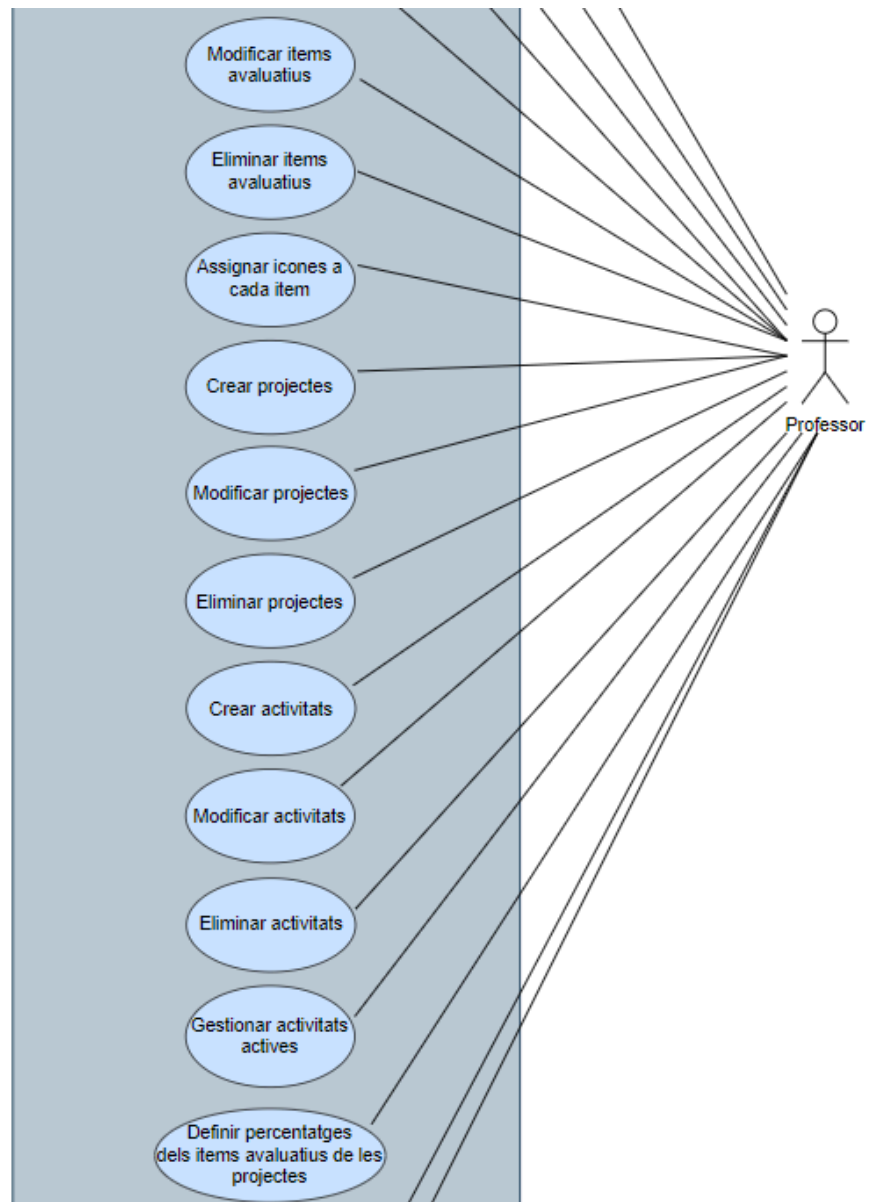 Modificar items
avaluatius
Eliminar items
avaluatius
Assignar icones a
cada item
Crear projectes
Professor
Modificar projectes
Eliminar projectes
Crear activitats
Modificar activitats
Eliminar activitats
Gestionar activitats
actives
Definir percentatges
dels items avaluatius de les
projectes